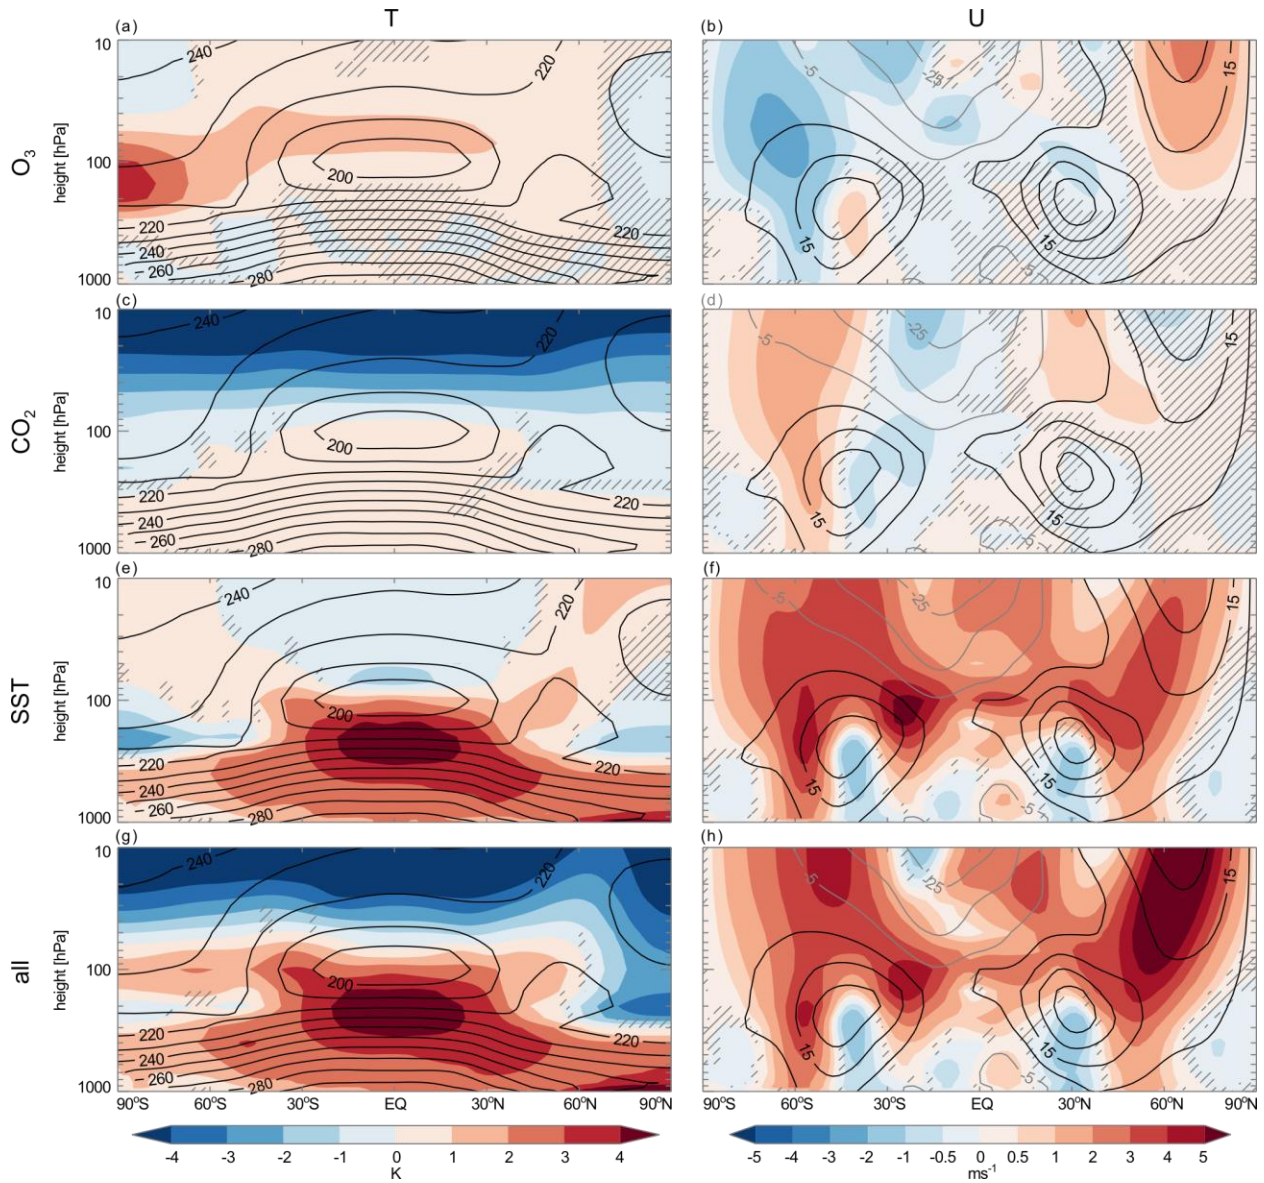 T U
(a) (b)
10 240 220 -5 -25 15
O3 height [hPa] 100 200
220 220 15
240
260 280 -5
1000
(c) (d)
10 240 220 -5 -25 15
CO2 height [hPa] 100 200
220 220 15
240
260 280 -5
1000
(e) (f)
10 240 220 -5 -25 15
SST height [hPa] 100 200
220 220 15
240
260 280 -5
1000
(g) (h)
10 240 220 -5 -25 15
all height [hPa] 100 200
220 220 15
240
260 280 -5
1000
90°S 60°S 30°S EQ 30°N 60°N 90°N 90°S 60°S 30°S EQ 30°N 60°N 90°N
-4 -3 -2 -1 0 1 2 3 4 -5 -4 -3 -2 -1 -0.5 0 0.5 1 2 3 4 5
K ms⁻¹